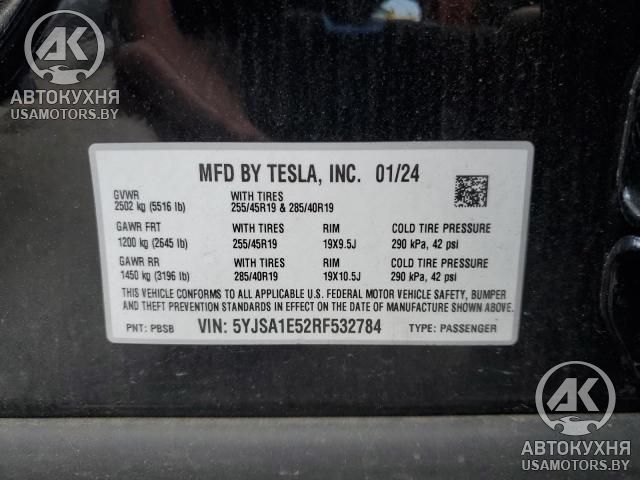 AK
АВТОКУХНЯ
USAMOTORS.BY
MFD BY TESLA, INC. 01/24
GVWR WITH TIRES
2502 kg (5516 lb) 255/45R19 & 285/40R19
GAWR FRT RIM COLD TIRE PRESSURE
1200 kg (2645 lb) 255/45R19 19X9.5J 290 kPa, 42 psi
GAWR RR WITH TIRES RIM COLD TIRE PRESSURE
1450 kg (3196 lb) 285/40R19 19X10.5J 290 kPa, 42 psi
THIS VEHICLE CONFORMS TO ALL APPLICABLE U.S. FEDERAL MOTOR VEHICLE SAFETY, BUMPER
AND THEFT PREVENTION STANDARDS IN EFFECT ON THE DATE OF MANUFACTURE SHOWN ABOVE.
PNT: PBSB VIN: 5YJSA1E52RF532784 TYPE: PASSENGER
AK
АВТОКУХНЯ
USAMOTORS.BY